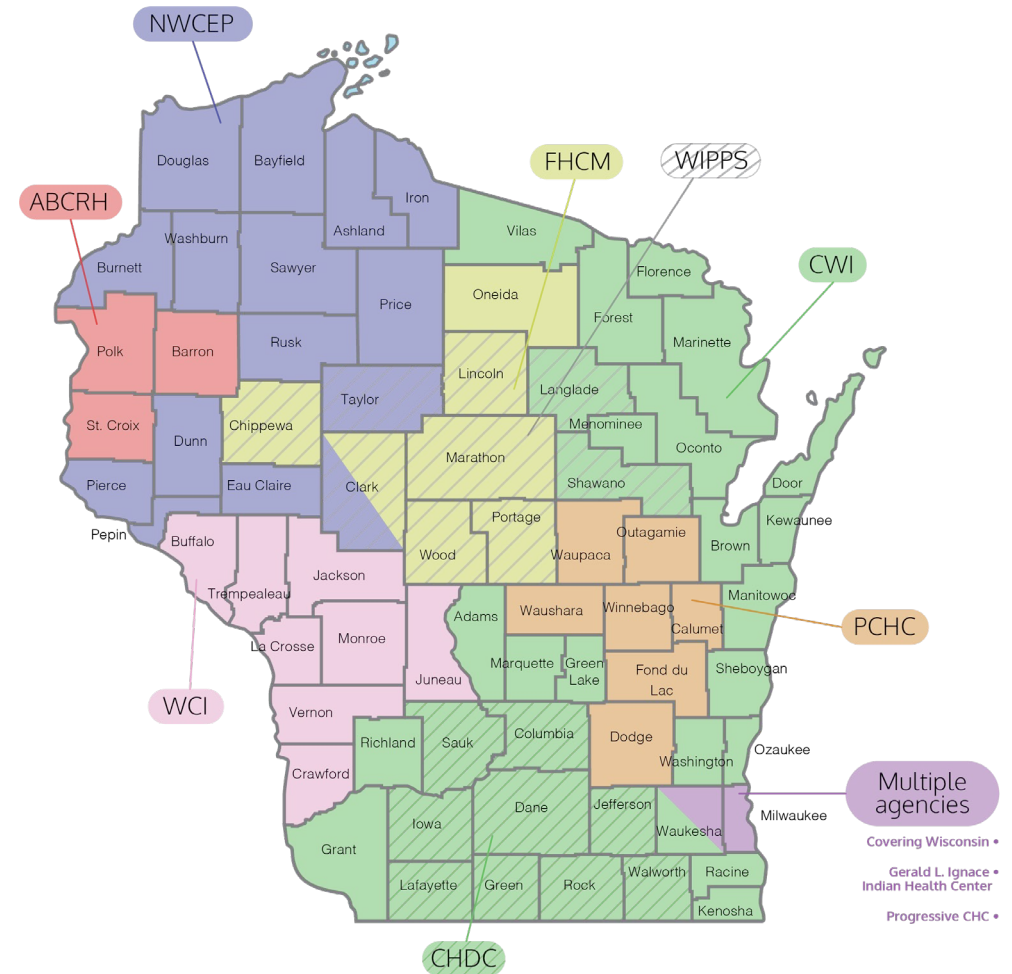 NWCEP
FHCM
WIPPS
ABCRH
CWI
Douglas
Bayfield
Iron
Ashland
Vilas
Washburn
Burnett
Sawyer
Florence
Oneida
Price
Forest
Marinette
Rusk
Polk
Barron
Lincoln
Langlade
Taylor
Chippewa
Menominee
St. Croix
Dunn
Oconto
Marathon
Clark
Shawano
Door
Pierce
Eau Claire
Portage
Kewaunee
Pepin
Buffalo
Outagamie
Brown
Wood
Waupaca
Jackson
Trempealeau
Manitowoc
Adams
Waushara
Winnebago
Calumet
PCHC
La Crosse
Monroe
Marquette
Green
Lake
Fond du
Lac
Sheboygan
Juneau
WCI
Vernon
Richland
Sauk
Columbia
Dodge
Ozaukee
Washington
Crawford
Multiple
agencies
Dane
Jefferson
Milwaukee
Iowa
Waukesha
Grant
Covering Wisconsin •
Gerald L. Ignace •
Indian Health Center
Progressive CHC •
Lafayette
Green
Rock
Walworth
Racine
Kenosha
CHDC